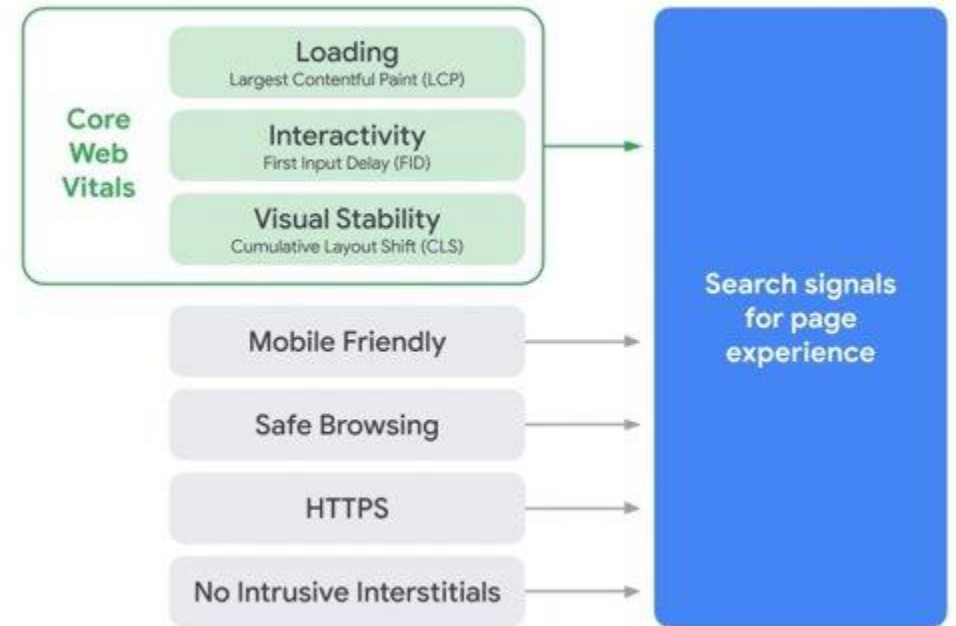 Core
Web
Vitals
Loading
Largest Contentful Paint (LCP)
Interactivity
First Input Delay (FID)
Visual Stability
Cumulative Layout Shift (CLS)
Mobile Friendly
Safe Browsing
HTTPS
No Intrusive Interstitials
Search signals
for page
experience